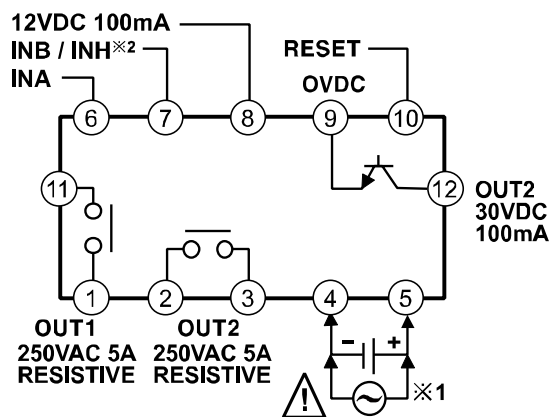 12VDC 100mA
INB / INH※2
INA
RESET
0VDC
6
7
8
9
10
11
12
OUT2
30VDC
100mA
1
2
3
4
5
OUT1
250VAC 5A
RESISTIVE
OUT2
250VAC 5A
RESISTIVE
- +
!
※1